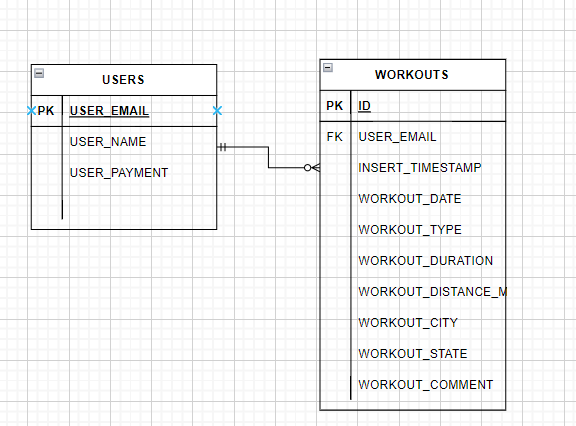 USERS
PK USER_EMAIL
USER_NAME
USER_PAYMENT
WORKOUTS
PK ID
FK USER_EMAIL
INSERT_TIMESTAMP
WORKOUT_DATE
WORKOUT_TYPE
WORKOUT_DURATION
WORKOUT_DISTANCE_M
WORKOUT_CITY
WORKOUT_STATE
WORKOUT_COMMENT